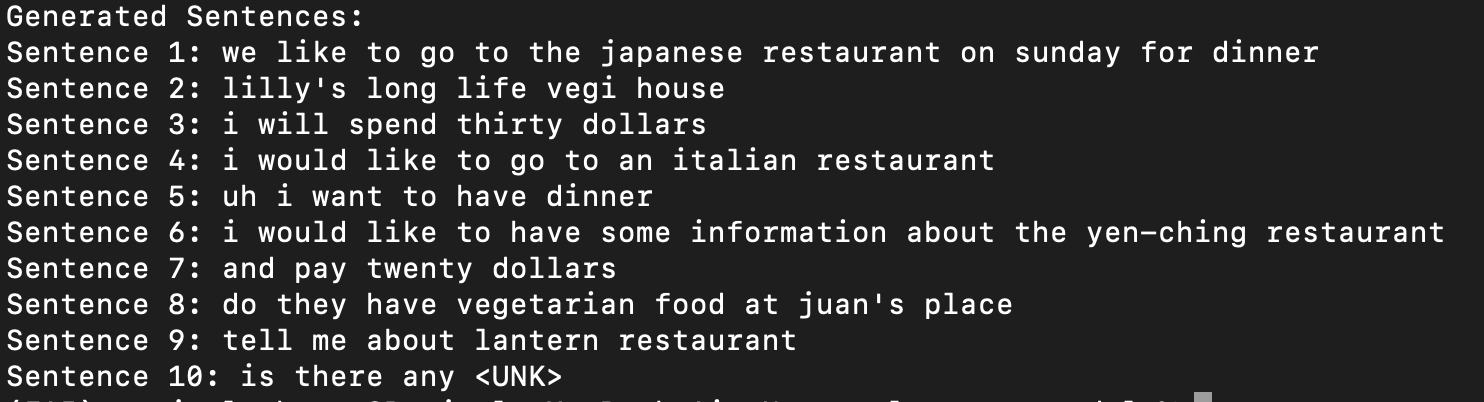 Generated Sentences:
Sentence 1: we like to go to the japanese restaurant on sunday for dinner
Sentence 2: lilly's long life vegi house
Sentence 3: i will spend thirty dollars
Sentence 4: i would like to go to an italian restaurant
Sentence 5: uh i want to have dinner
Sentence 6: i would like to have some information about the yen-ching restaurant
Sentence 7: and pay twenty dollars
Sentence 8: do they have vegetarian food at juan's place
Sentence 9: tell me about lantern restaurant
Sentence 10: is there any <UNK>